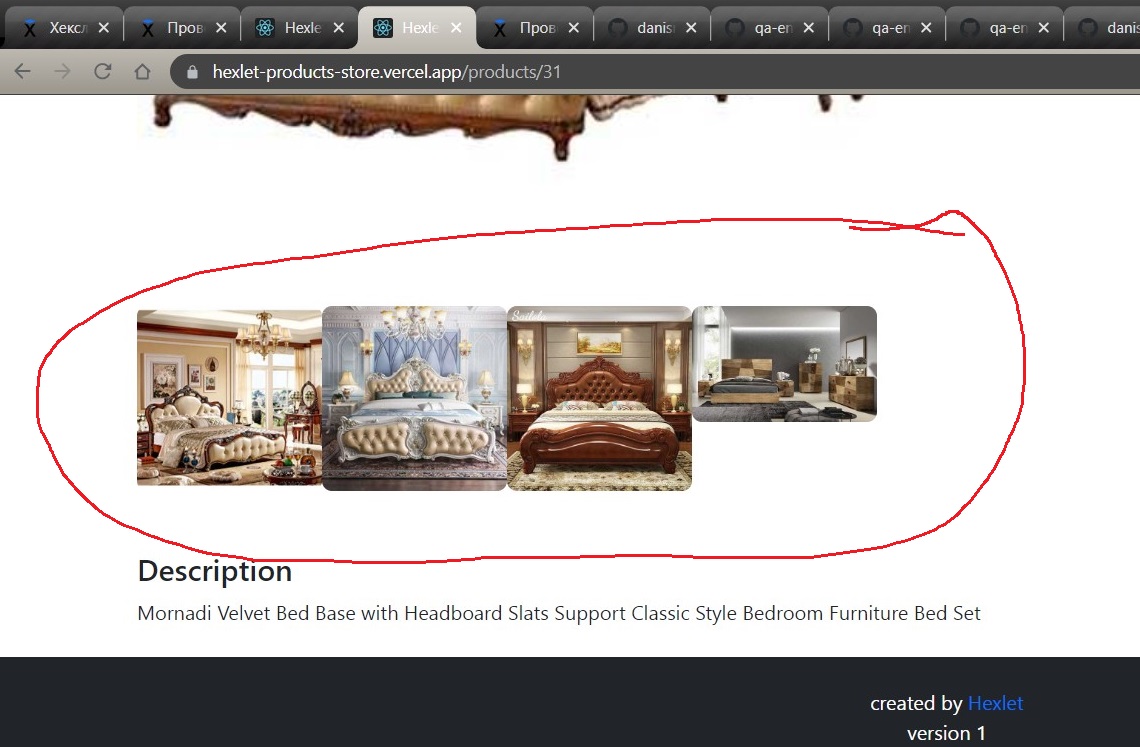 Хексл Пров Hexle Hexle Пров danis qa-en qa-en qa-en danis
hexlet-products-store.vercel.app/products/31
Description
Mornadi Velvet Bed Base with Headboard Slats Support Classic Style Bedroom Furniture Bed Set
created by Hexlet
version 1